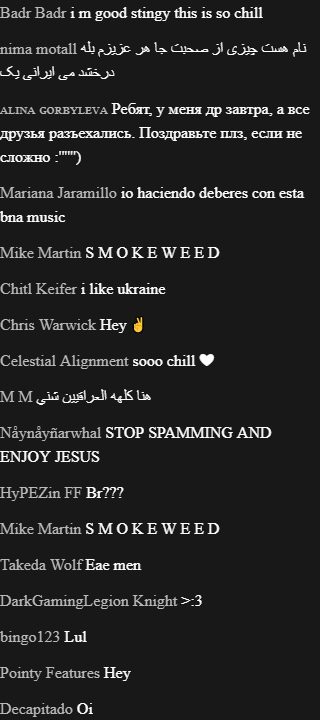 Badr Badr i m good stingy this is so chill
nima motall نام هست چیزی از صحبت جا هر عزیزم بله
درخشد می ایرانی یک
ALINA GORBYLEVA Ребят, у меня др завтра, а все
друзья разъехались. Поздравьте плз, если не
сложно :'""")
Mariana Jaramillo io haciendo deberes con esta
bna music
Mike Martin S M O K E W E E D
Chitl Keifer i like ukraine
Chris Warwick Hey ✌
Celestial Alignment sooo chill ♥
M M هنا كلهه العراقيين شني
Nåynåyñarwhal STOP SPAMMING AND
ENJOY JESUS
HyPEZin FF Br???
Mike Martin S M O K E W E E D
Takeda Wolf Eae men
DarkGamingLegion Knight >:3
bingo123 Lul
Pointy Features Hey
Decapitado Oi